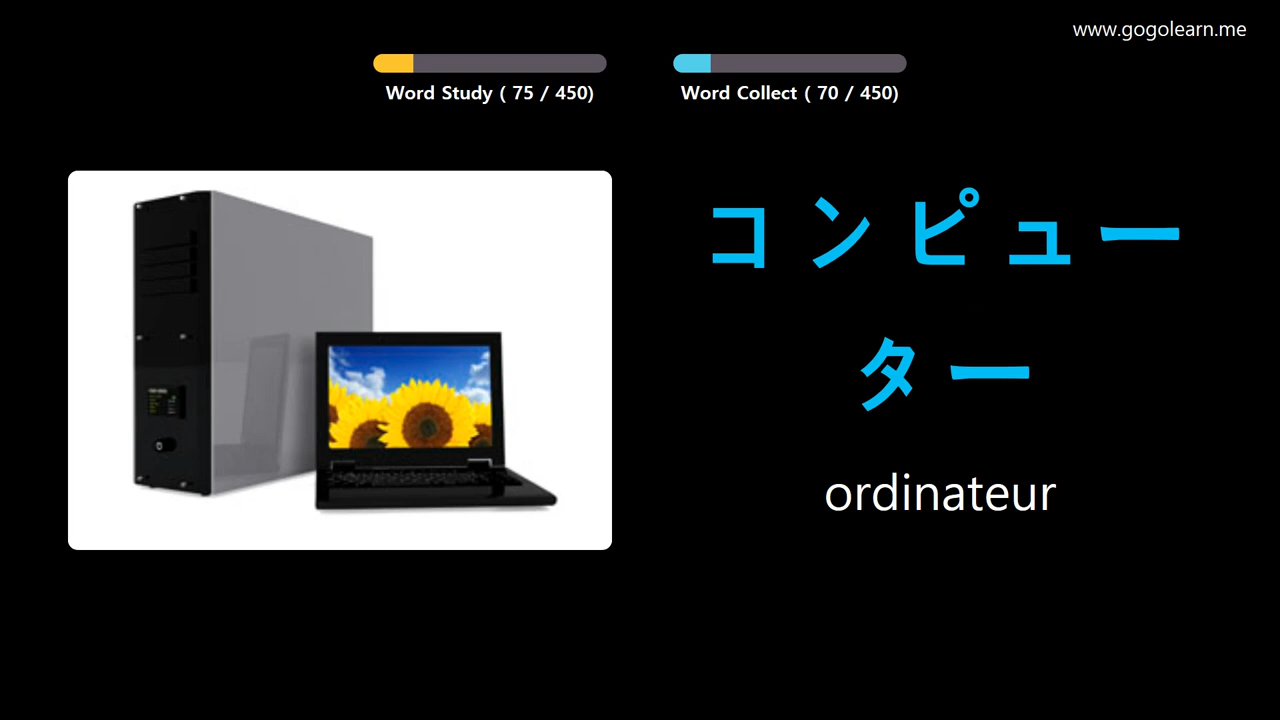 www.gogolearn.me
Word Study ( 75 / 450)
Word Collect ( 70 / 450)
コンピュー
ター
ordinateur